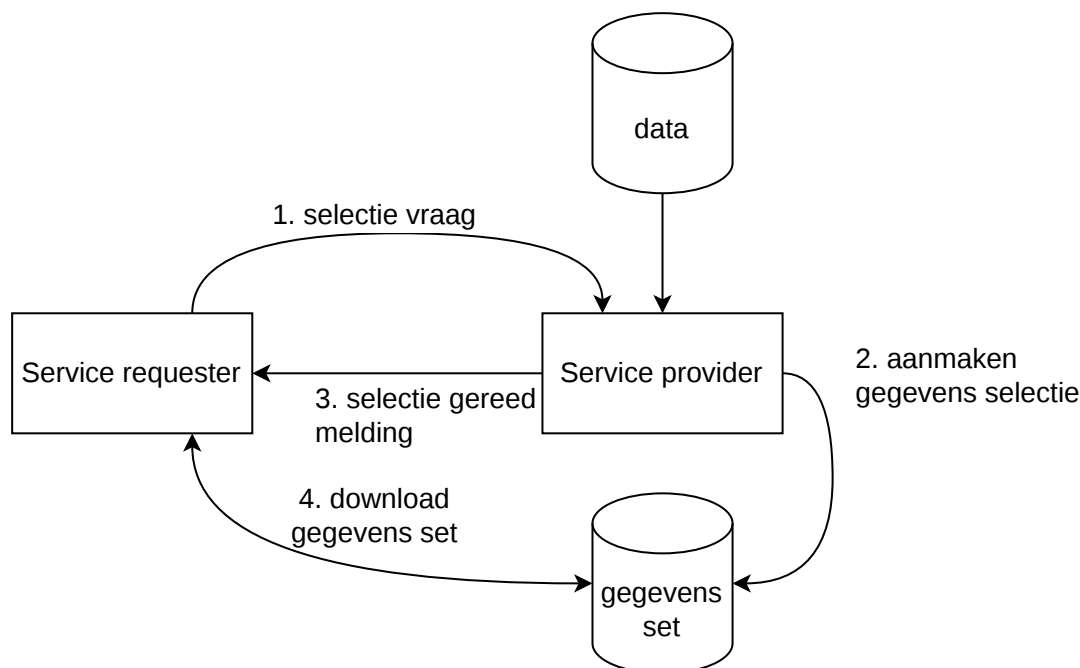 data
1. selectie vraag
Service requester
Service provider
2. aanmaken
gegevens selectie
3. selectie gereed
melding
4. download
gegevens set
gegevens
set